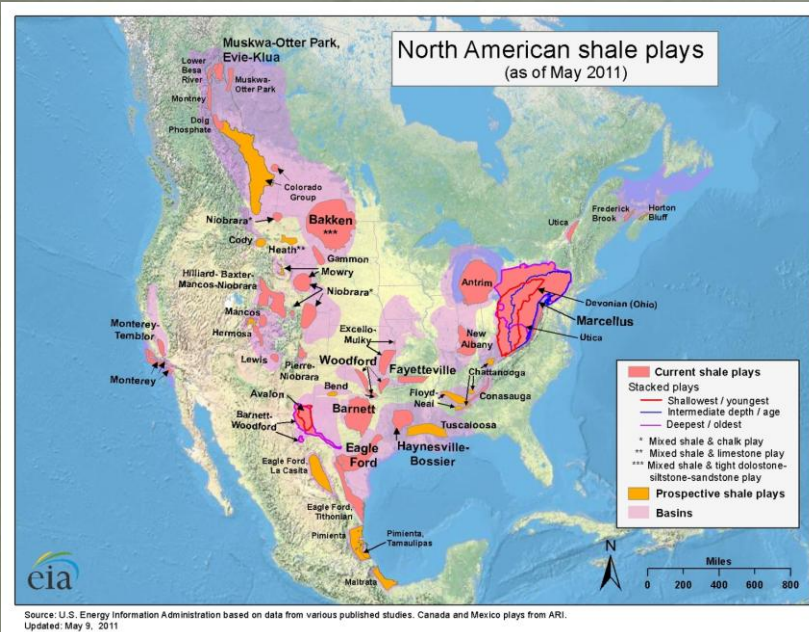 North American shale plays
(as of May 2011)
Muskwa-Otter Park,
Evie-Klua
Lower
Besa
River
Muskwa-
Otter Park
Montney
Doig
Phosphate
Colorado
Group
Niobrara*
Bakken
***
Cody
Heath**
Gammon
Mowry
Hilliard-Baxter-
Mancos-Niobrara
Niobrara*
Mancos
Hermosa
Lewis
Pierre-
Niobrara
Monterey-
Temblor
Monterey
Excello-
Mulky
Woodford
Fayetteville
Bend
Avalon
Barnett-
Woodford
Barnett
Eagle
Ford
Eagle Ford,
La Casita
Eagle Ford,
Tithonian
Pimienta
Pimienta,
Tamaulipas
Maltrata
Haynesville-
Bossier
Tuscaloosa
Floyd-
Neal
Conasauga
Chattanooga
New
Albany
Antrim
Devonian (Ohio)
Marcellus
Utica
Utica
Frederick
Brook
Horton
Bluff
Current shale plays
Stacked plays
Shallowest / youngest
Intermediate depth / age
Deepest / oldest
* Mixed shale & chalk play
** Mixed shale & limestone play
*** Mixed shale & tight dolostone-
siltstone-sandstone play
Prospective shale plays
Basins
N
Miles
0 200 400 600 800
eia
Source: U.S. Energy Information Administration based on data from various published studies. Canada and Mexico plays from ARI.
Updated: May 9, 2011